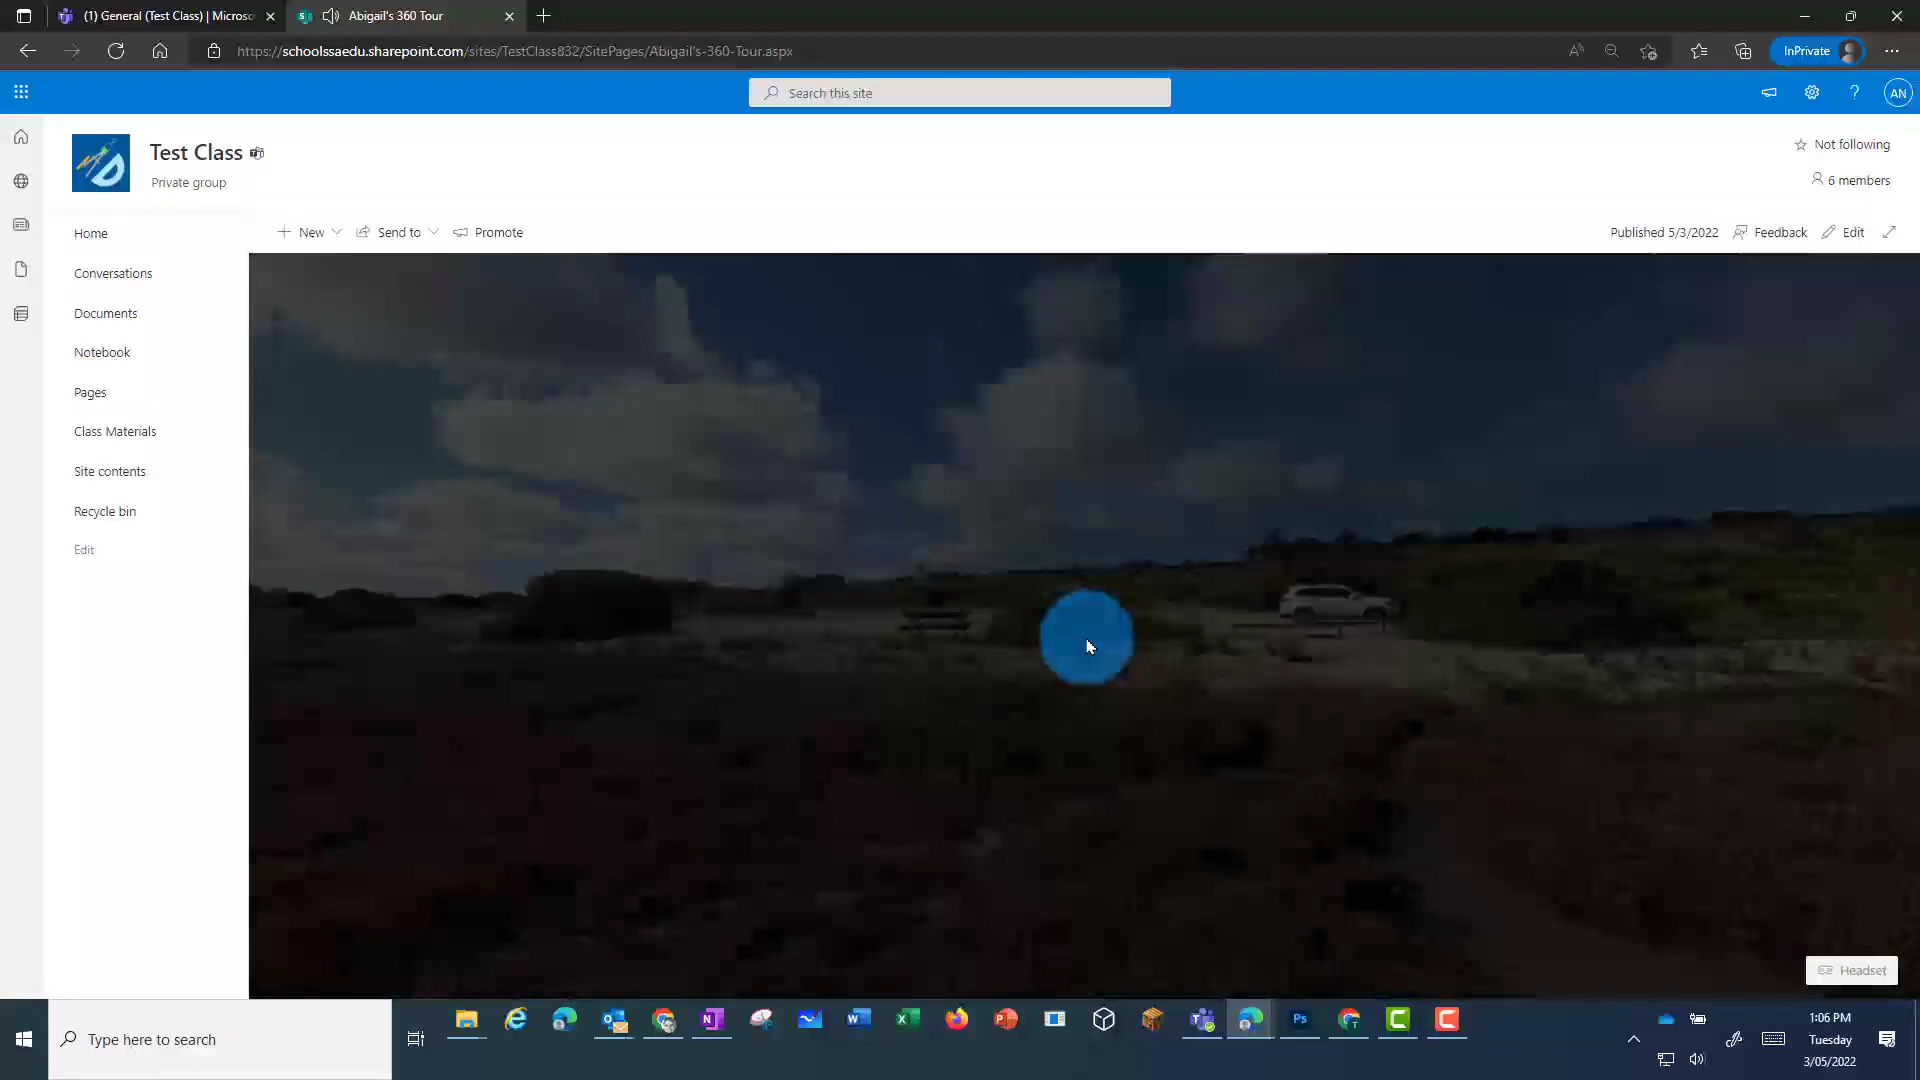 (1) General (Test Class) | Microso
Abigail's 360 Tour
https://schoolssaedu.sharepoint.com/sites/TestClass832/SitePages/Abigail's-360-Tour.aspx
InPrivate
Search this site
AN
Test Class
Private group
Not following
6 members
New
Send to
Promote
Published 5/3/2022
Feedback
Edit
Home
Conversations
Documents
Notebook
Pages
Class Materials
Site contents
Recycle bin
Edit
Headset
Type here to search
1:06 PM
Tuesday
3/05/2022